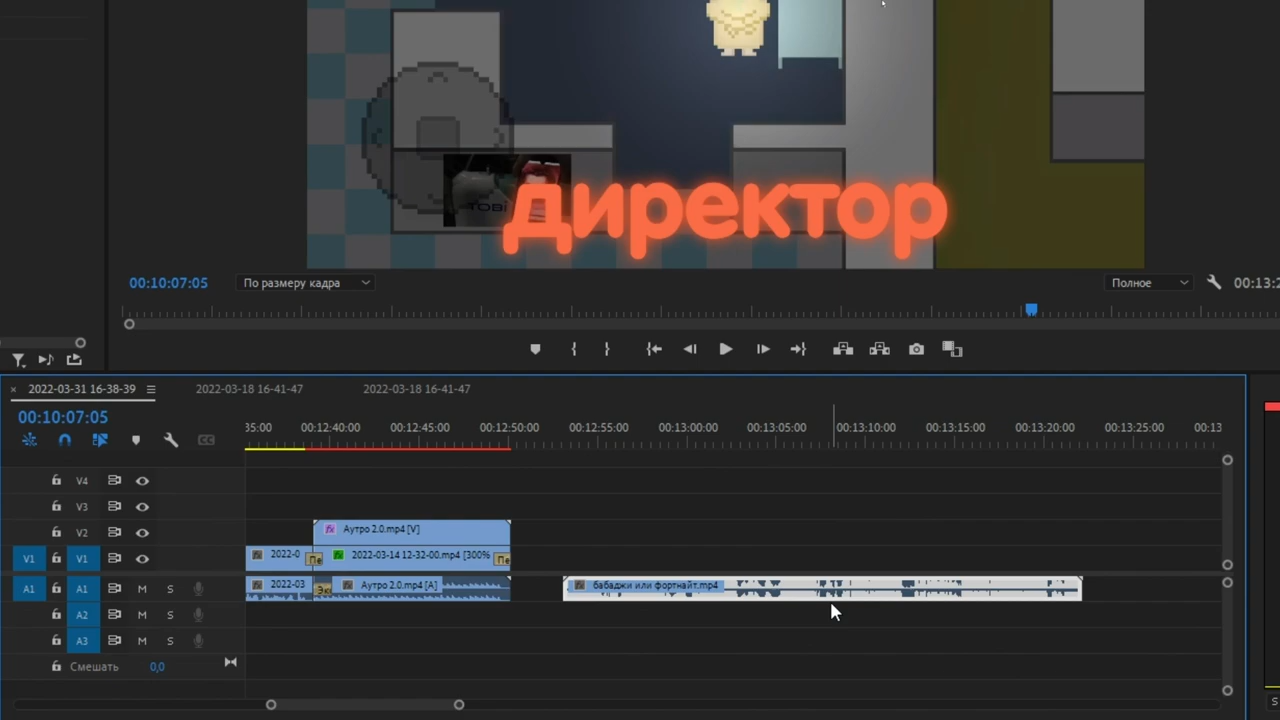 TOBI
директор
00:10:07:05
По размеру кадра
Полное
2022-03-31 16-38-39
2022-03-18 16-41-47
2022-03-18 16-41-47
00:10:07:05
35:00 00:12:40:00 00:12:45:00 00:12:50:00 00:12:55:00 00:13:00:00 00:13:05:00 00:13:10:00 00:13:15:00 00:13:20:00 00:13:25:00 00:13
V4
V3
V2
Аутро 2.0.mp4 [V]
V1 V1
2022-0
2022-03-14 12-32-00.mp4 [300%
Пе
A1 A1 M S
2022-03
Эк
Аутро 2.0.mp4 [A]
бабаджи или фортнайт.mp4
A2 M S
A3 M S
Смешать 0,0
S